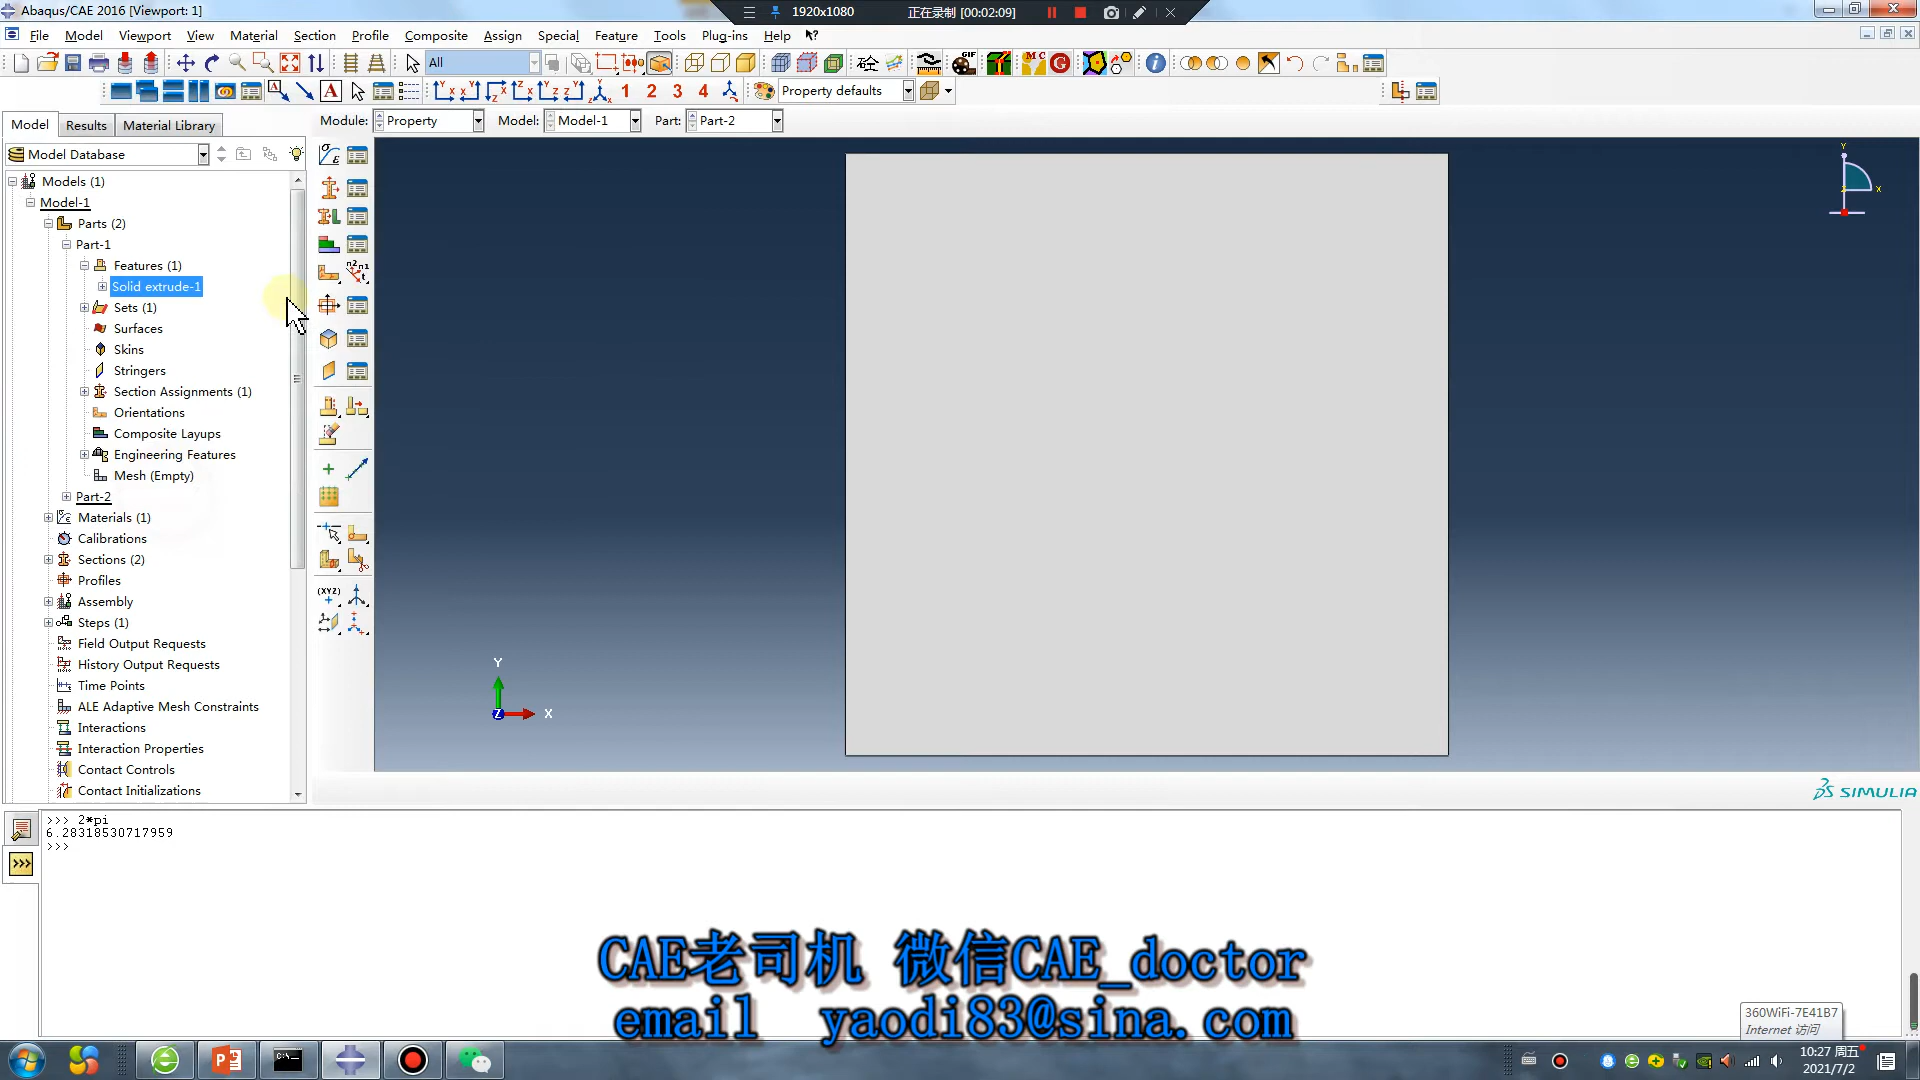 Abaqus/CAE 2016 [Viewport: 1]
1920x1080
正在录制 [00:02:09]
File Model Viewport View Material Section Profile Composite Assign Special Feature Tools Plug-ins Help
All
砼 GIF M C G
A 1 2 3 4 Property defaults
Model Results Material Library
Module: Property Model: Model-1 Part: Part-2
Model Database
Models (1)
Model-1
Parts (2)
Part-1
Features (1)
Solid extrude-1
Sets (1)
Surfaces
Skins
Stringers
Section Assignments (1)
Orientations
Composite Layups
Engineering Features
Mesh (Empty)
Part-2
Materials (1)
Calibrations
Sections (2)
Profiles
Assembly
Steps (1)
Field Output Requests
History Output Requests
Time Points
ALE Adaptive Mesh Constraints
Interactions
Interaction Properties
Contact Controls
Contact Initializations
(XYZ)
Y
X
Z
Y
X
SIMULIA
>>> 2*pi
6.28318530717959
>>>
CAE老司机 微信CAE_doctor
email yaodi83@sina.com
360WiFi-7E41B7
Internet 访问
10:27 周五
2021/7/2